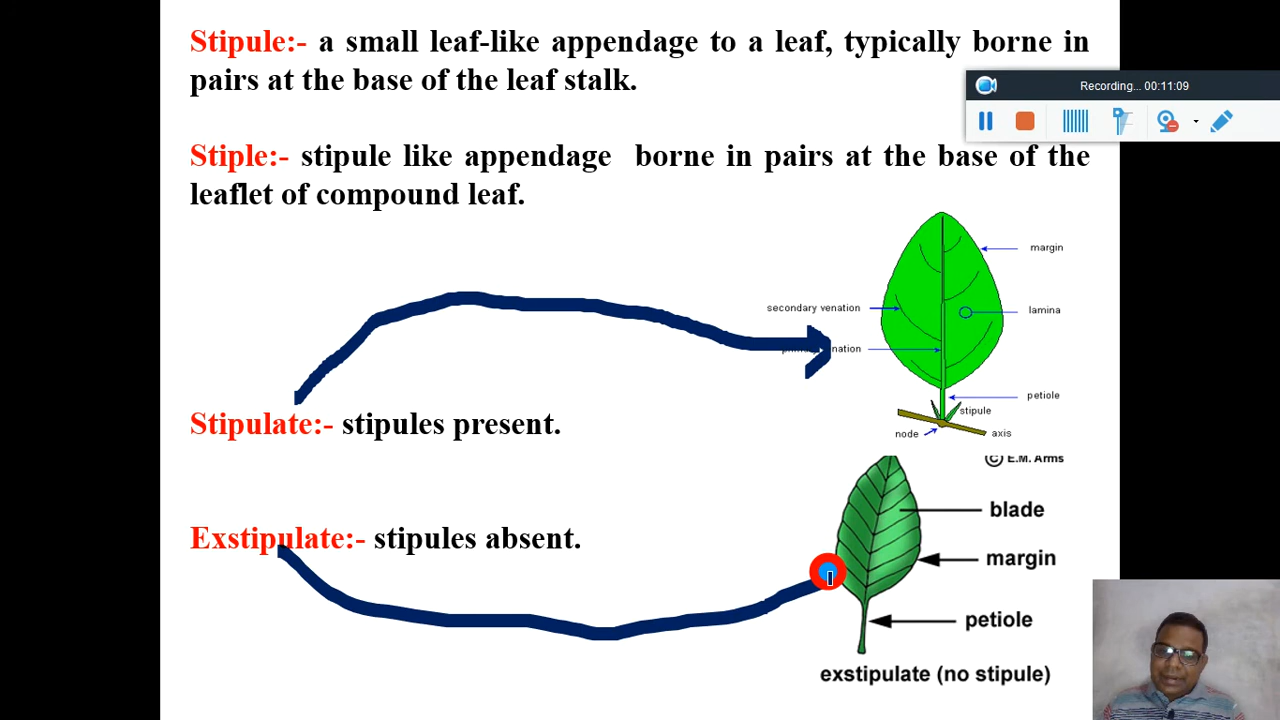 Stipule:- a small leaf-like appendage to a leaf, typically borne in
pairs at the base of the leaf stalk.
Recording... 00:11:09
Stiple:- stipule like appendage borne in pairs at the base of the
leaflet of compound leaf.
margin
secondary venation
lamina
petiole
stipule
node
axis
Stipulate:- stipules present.
© E.M. Arms
blade
Exstipulate:- stipules absent.
margin
petiole
exstipulate (no stipule)